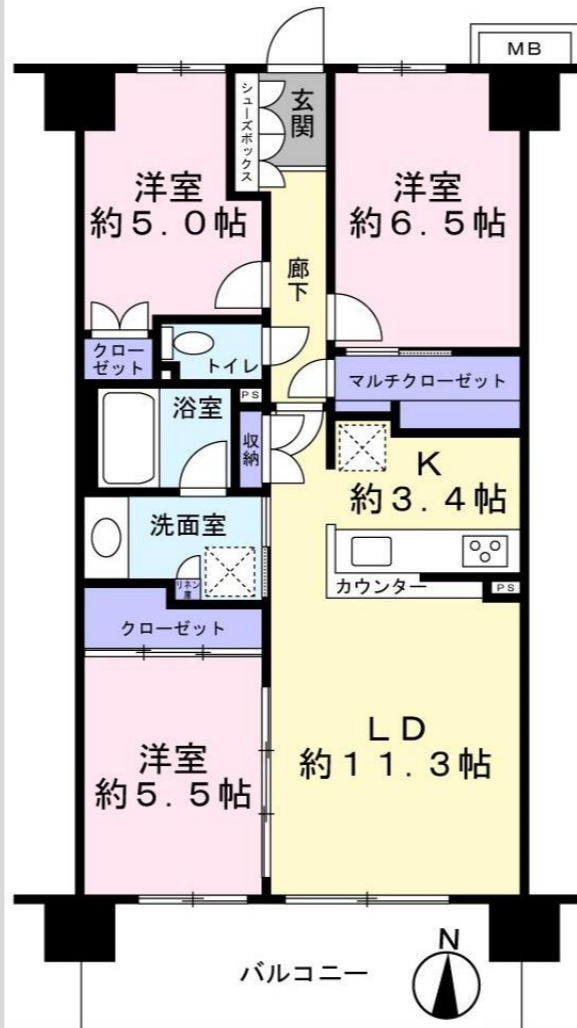 MB
シューズボックス
玄関
洋室
約5.0帖
洋室
約6.5帖
廊下
クローゼット
トイレ
マルチクローゼット
浴室
PS
収納
K
約3.4帖
洗面室
リネン庫
カウンター
PS
クローゼット
LD
約11.3帖
洋室
約5.5帖
バルコニー
N